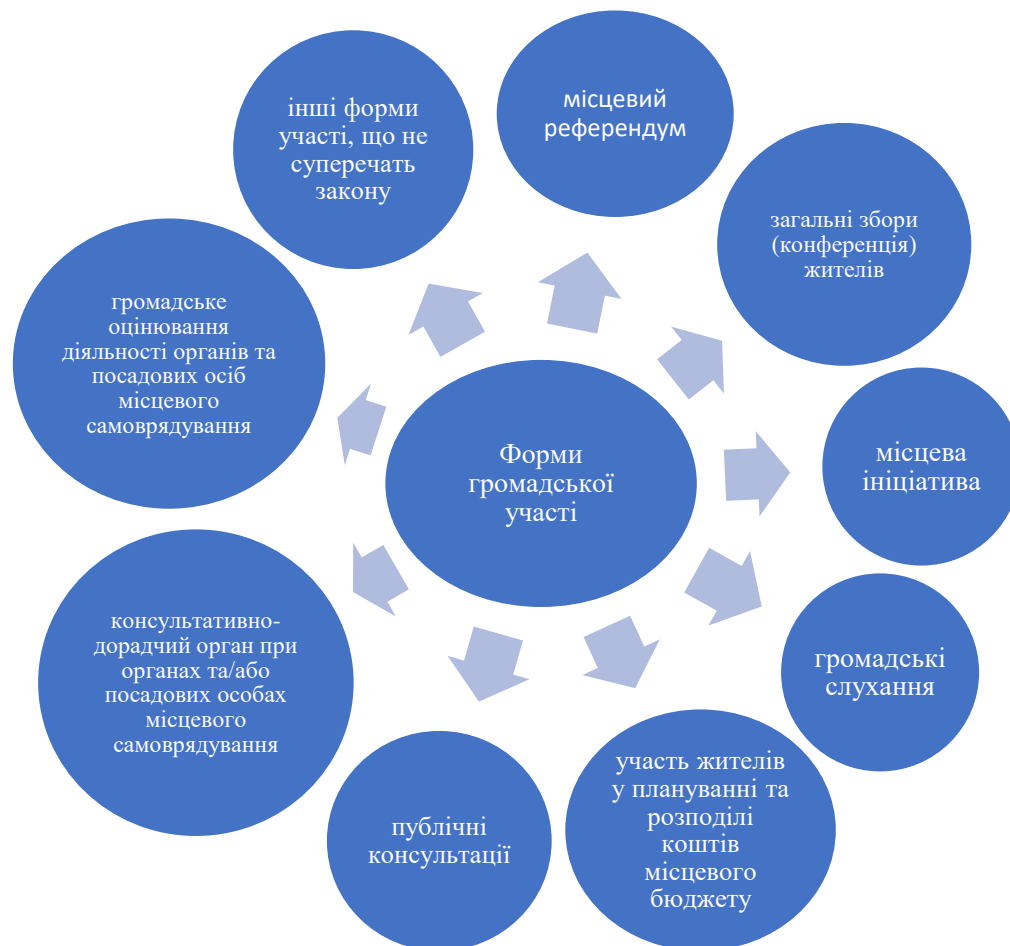 Форми
громадської
участі
місцевий
референдум
загальні збори
(конференція)
жителів
місцева
ініціатива
громадські
слухання
участь жителів
у плануванні та
розподілі
коштів
місцевого
бюджету
публічні
консультації
консультативно-
дорадчий орган при
органах та/або
посадових особах
місцевого
самоврядування
громадське
оцінювання
діяльності органів та
посадових осіб
місцевого
самоврядування
інші форми
участі, що не
суперечать
закону